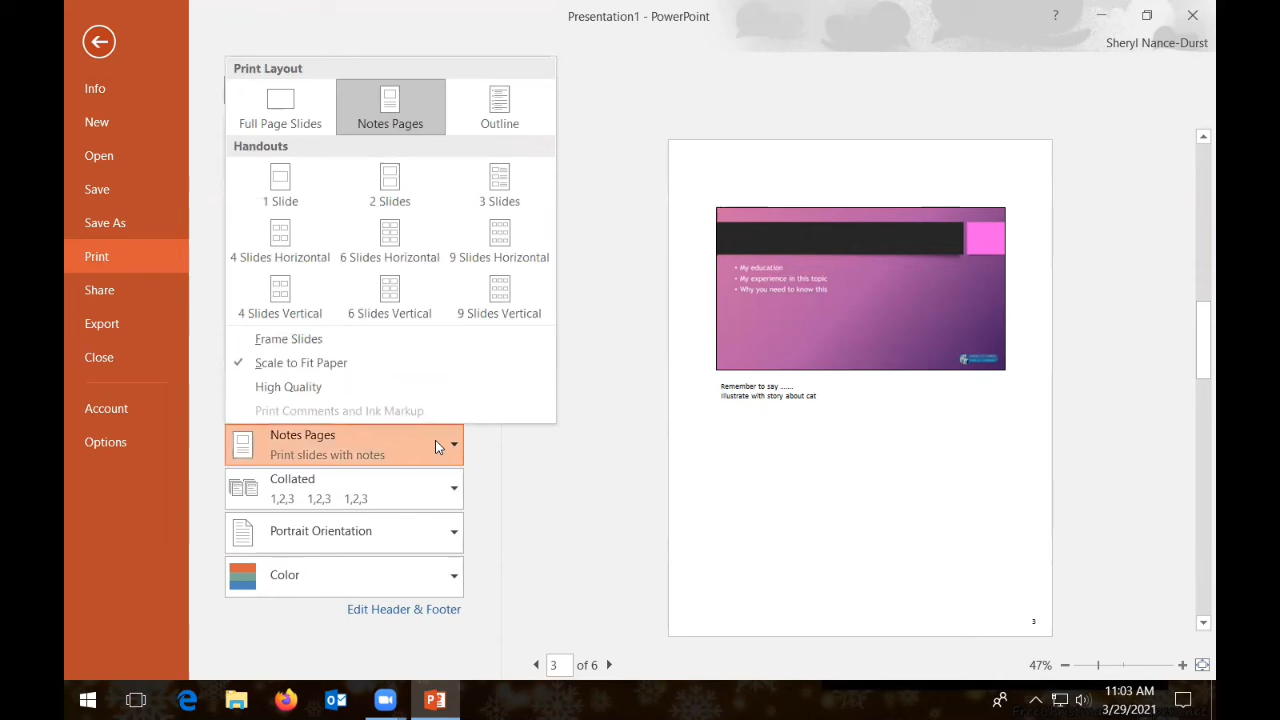 Presentation1 - PowerPoint
?
Sheryl Nance-Durst
Info
New
Open
Save
Save As
Print
Share
Export
Close
Account
Options
Print Layout
Full Page Slides
Notes Pages
Outline
Handouts
1 Slide
2 Slides
3 Slides
4 Slides Horizontal
6 Slides Horizontal
9 Slides Horizontal
4 Slides Vertical
6 Slides Vertical
9 Slides Vertical
Frame Slides
Scale to Fit Paper
High Quality
Print Comments and Ink Markup
Notes Pages
Print slides with notes
Collated
1,2,3 1,2,3 1,2,3
Portrait Orientation
Color
Edit Header & Footer
• My education
• My experience in this topic
• Why you need to know this
Remember to say ......
Illustrate with story about cat
3
3 of 6
47%
11:03 AM
3/29/2021